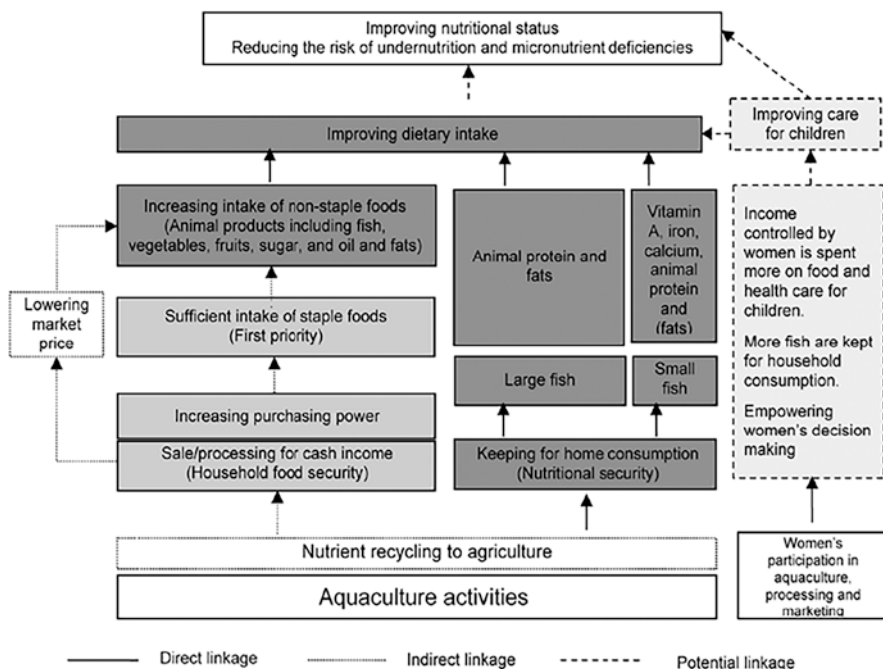 Improving nutritional status
Reducing the risk of undernutrition and micronutrient deficiencies
Improving care
for children
Improving dietary intake
Increasing intake of non-staple foods
(Animal products including fish,
vegetables, fruits, sugar, and oil and fats)
Animal protein and
fats
Vitamin
A, iron,
calcium,
animal
protein
and
(fats)
Income
controlled by
women is spent
more on food and
health care for
children.
More fish are kept
for household
consumption.
Empowering
women's decision
making
Lowering
market
price
Sufficient intake of staple foods
(First priority)
Large fish
Small
fish
Increasing purchasing power
Sale/processing for cash income
(Household food security)
Keeping for home consumption
(Nutritional security)
Nutrient recycling to agriculture
Aquaculture activities
Women's
participation in
aquaculture,
processing and
marketing
Direct linkage
Indirect linkage
Potential linkage